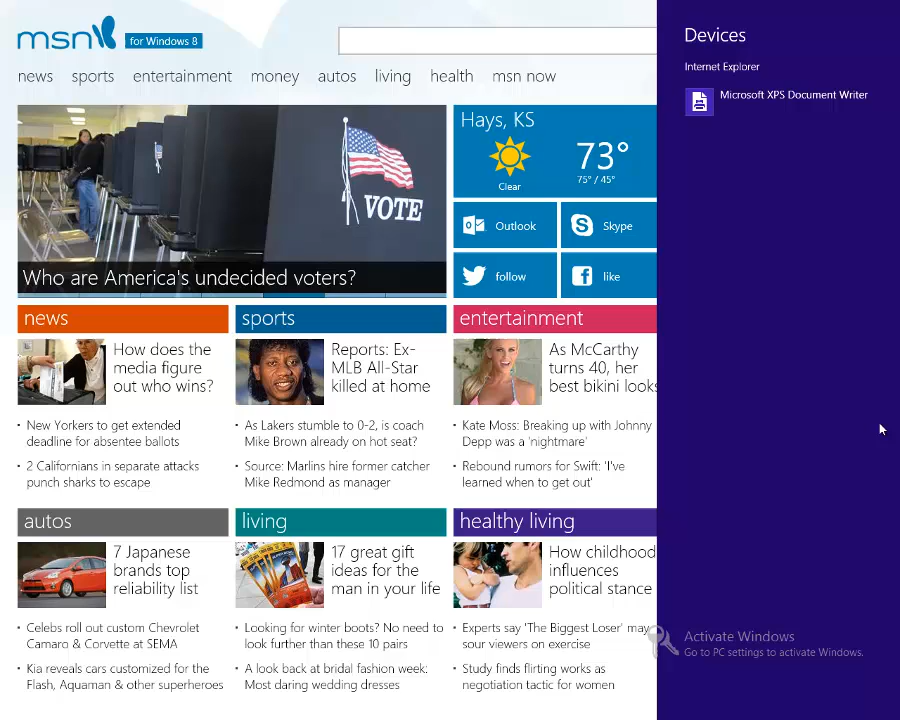 msn for Windows 8
news sports entertainment money autos living health msn now
VOTE
Who are America's undecided voters?
Hays, KS
73°
75° / 45°
Clear
Outlook
Skype
follow
like
news
How does the
media figure
out who wins?
New Yorkers to get extended
deadline for absentee ballots
2 Californians in separate attacks
punch sharks to escape
sports
Reports: Ex-
MLB All-Star
killed at home
As Lakers stumble to 0-2, is coach
Mike Brown already on hot seat?
Source: Marlins hire former catcher
Mike Redmond as manager
entertainment
As McCarthy
turns 40, her
best bikini looks
Kate Moss: Breaking up with Johnny
Depp was a 'nightmare'
Rebound rumors for Swift: 'I've
learned when to get out'
autos
7 Japanese
brands top
reliability list
Celebs roll out custom Chevrolet
Camaro & Corvette at SEMA
Kia reveals cars customized for the
Flash, Aquaman & other superheroes
living
17 great gift
ideas for the
man in your life
Looking for winter boots? No need to
look further than these 10 pairs
A look back at bridal fashion week:
Most daring wedding dresses
healthy living
How childhood
influences
political stance
Experts say 'The Biggest Loser' may
sour viewers on exercise
Study finds flirting works as
negotiation tactic for women
Devices
Internet Explorer
Microsoft XPS Document Writer
Activate Windows
Go to PC settings to activate Windows.